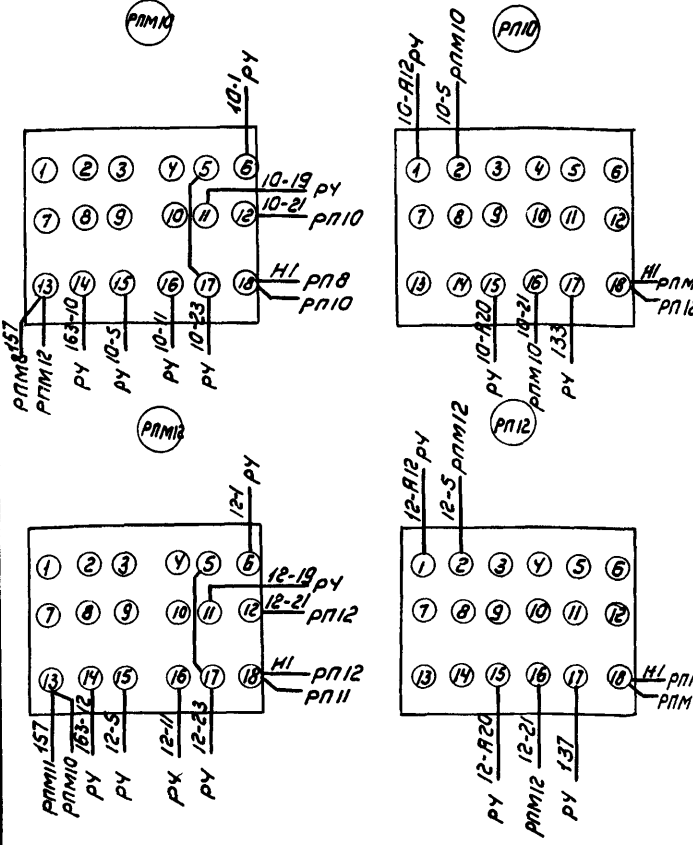 РПМ10
10-1 РУ
1 2 3 4 5 6
10-19 РУ
7 8 9 10 11 12 10-21 РП10
13 14 15 16 17 18 Н1 РП8
РП10
РПМ8 157
РПМ12
РУ 163-10
РУ 10-5
РУ 10-11
РУ 10-23
РП10
10-А12 РУ
10-5 РПМ10
1 2 3 4 5 6
7 8 9 10 11 12
13 14 15 16 17 18 Н1
РУ 10-А20
РПМ10 10-21
РУ 133
РПМ12
12-1 РУ
1 2 3 4 5 6
12-19 РУ
7 8 9 10 11 12 12-21 РП12
13 14 15 16 17 18 Н1 РП12
РП11
РПМ11 157
РПМ10
РУ 163-12
РУ 12-5
РУ 12-11
РУ 12-23
РП12
12-А12 РУ
12-5 РПМ12
1 2 3 4 5 6
7 8 9 10 11 12
13 14 15 16 17 18 Н1
РУ 12-А20
РПМ12 12-21
РУ 137